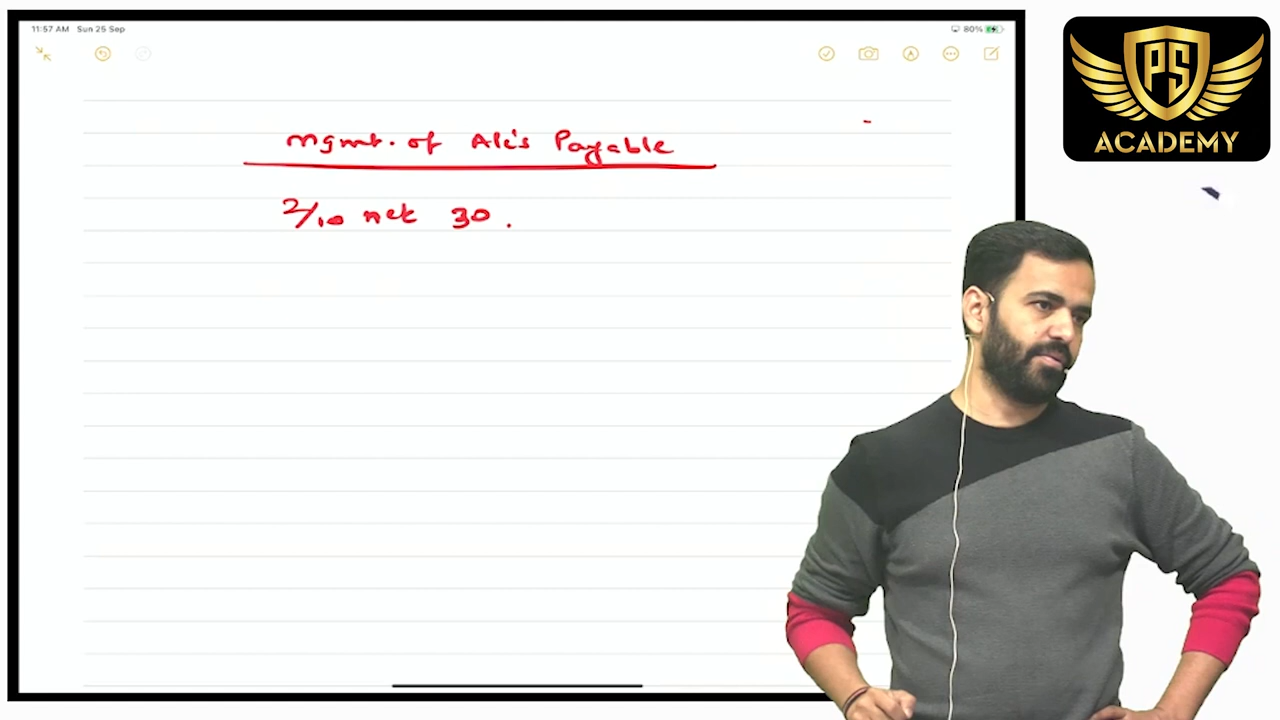 11:57 AM Sun 25 Sep
80%
Mgmt. of A/c's Payable
2/10 net 30.
PS
ACADEMY